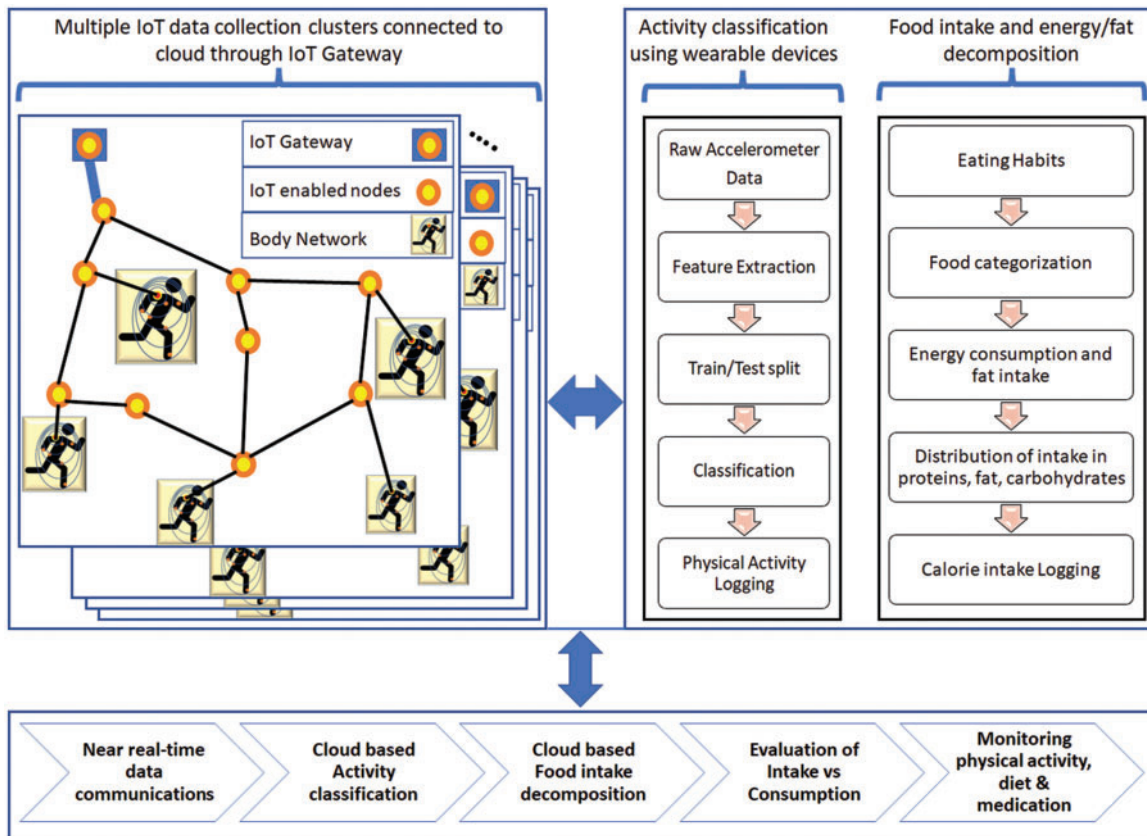 Multiple IoT data collection clusters connected to
cloud through IoT Gateway
IoT Gateway
IoT enabled nodes
Body Network
Activity classification
using wearable devices
Raw Accelerometer
Data
Feature Extraction
Train/Test split
Classification
Physical Activity
Logging
Food intake and energy/fat
decomposition
Eating Habits
Food categorization
Energy consumption and
fat intake
Distribution of intake in
proteins, fat, carbohydrates
Calorie intake Logging
Near real-time
data
communications
Cloud based
Activity
classification
Cloud based
Food intake
decomposition
Evaluation of
Intake vs
Consumption
Monitoring
physical activity,
diet &
medication